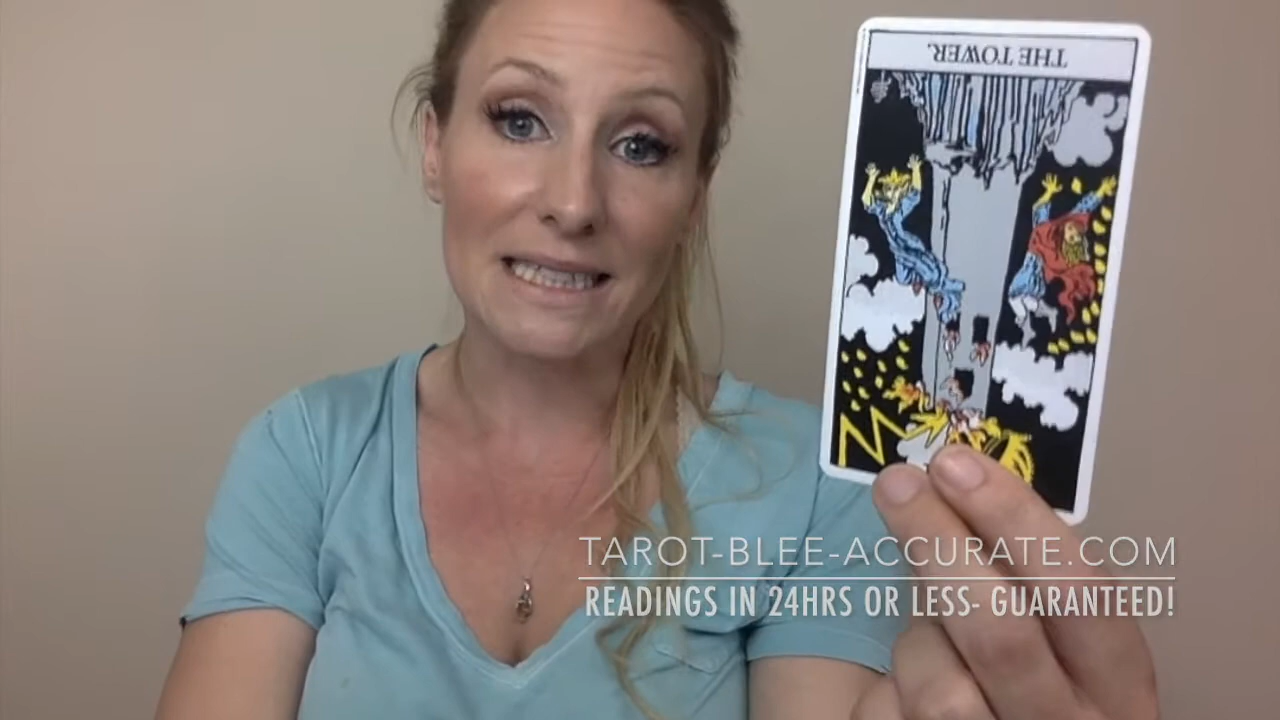 THE TOWER.
TAROT-BLEE-ACCURATE.COM
READINGS IN 24HRS OR LESS- GUARANTEED!